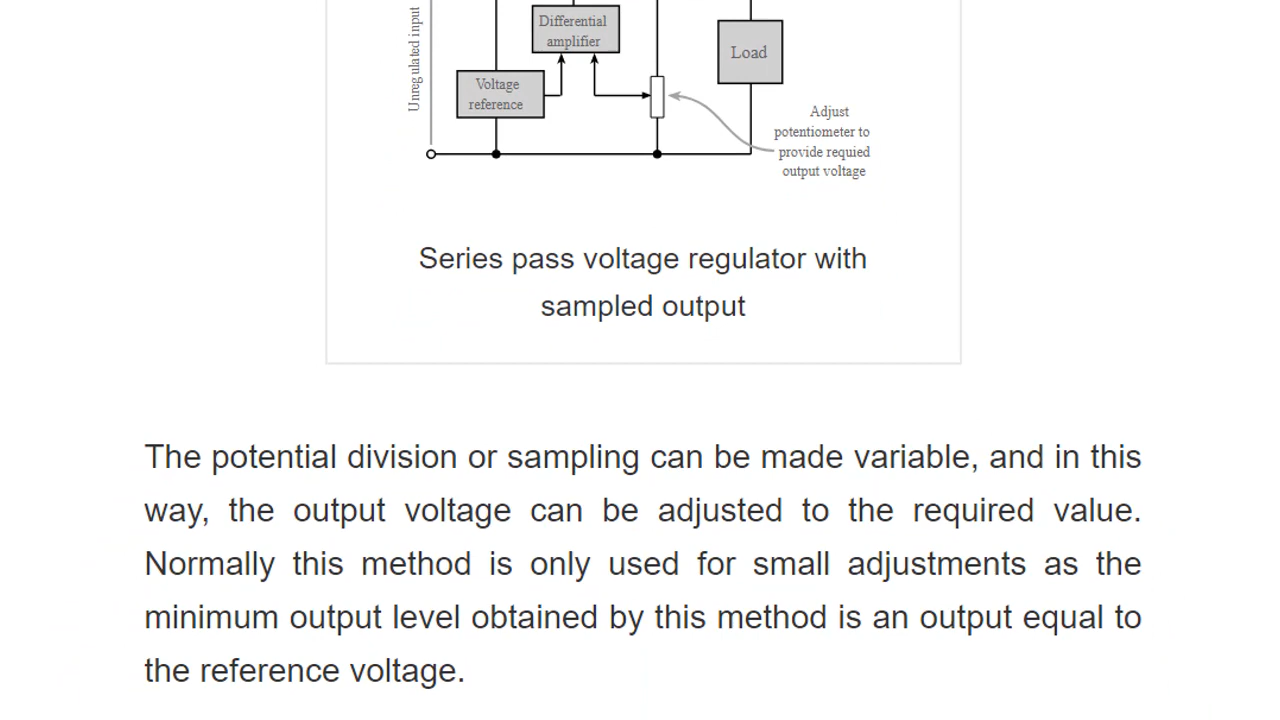 Unregulated input
Differential
amplifier
Load
Voltage
reference
Adjust
potentiometer to
provide requied
output voltage
Series pass voltage regulator with
sampled output
The potential division or sampling can be made variable, and in this
way, the output voltage can be adjusted to the required value.
Normally this method is only used for small adjustments as the
minimum output level obtained by this method is an output equal to
the reference voltage.